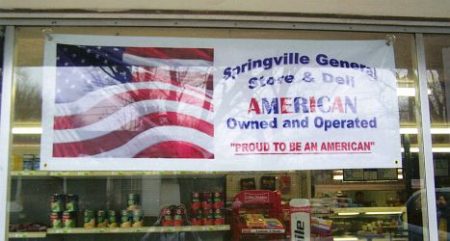 Springville General
Store & Deli
AMERICAN
Owned and Operated
"PROUD TO BE AN AMERICAN"